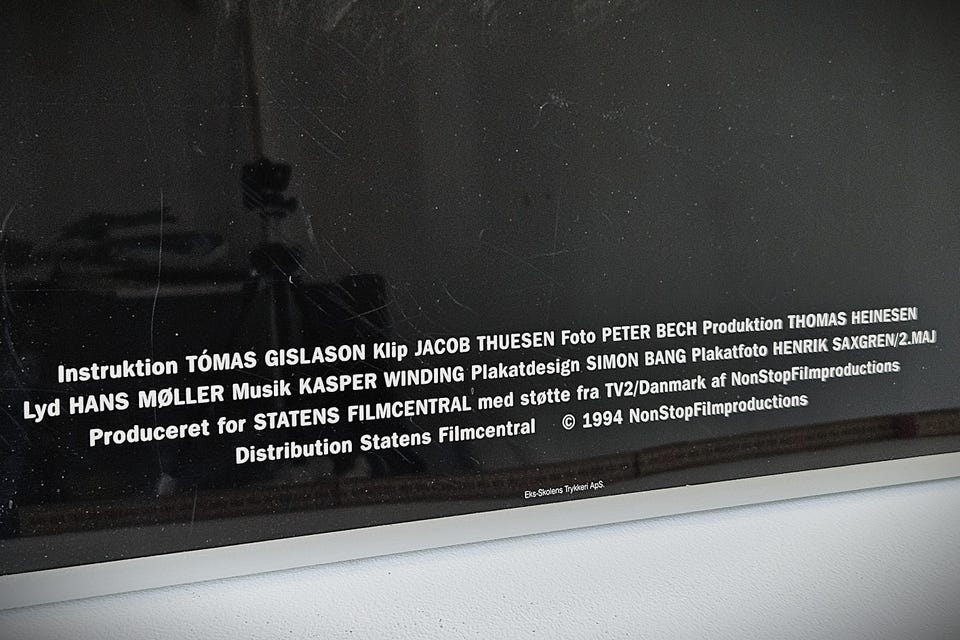 Instruktion TÓMAS GISLASON Klip JACOB THUESEN Foto PETER BECH Produktion THOMAS HEINESEN
Lyd HANS MØLLER Musik KASPER WINDING Plakatdesign SIMON BANG Plakatfoto HENRIK SAXGREN/2.MAJ
Produceret for STATENS FILMCENTRAL med støtte fra TV2/Danmark af NonStopFilmproductions
Distribution Statens Filmcentral © 1994 NonStopFilmproductions
Eks-Skolens Trykkeri ApS.